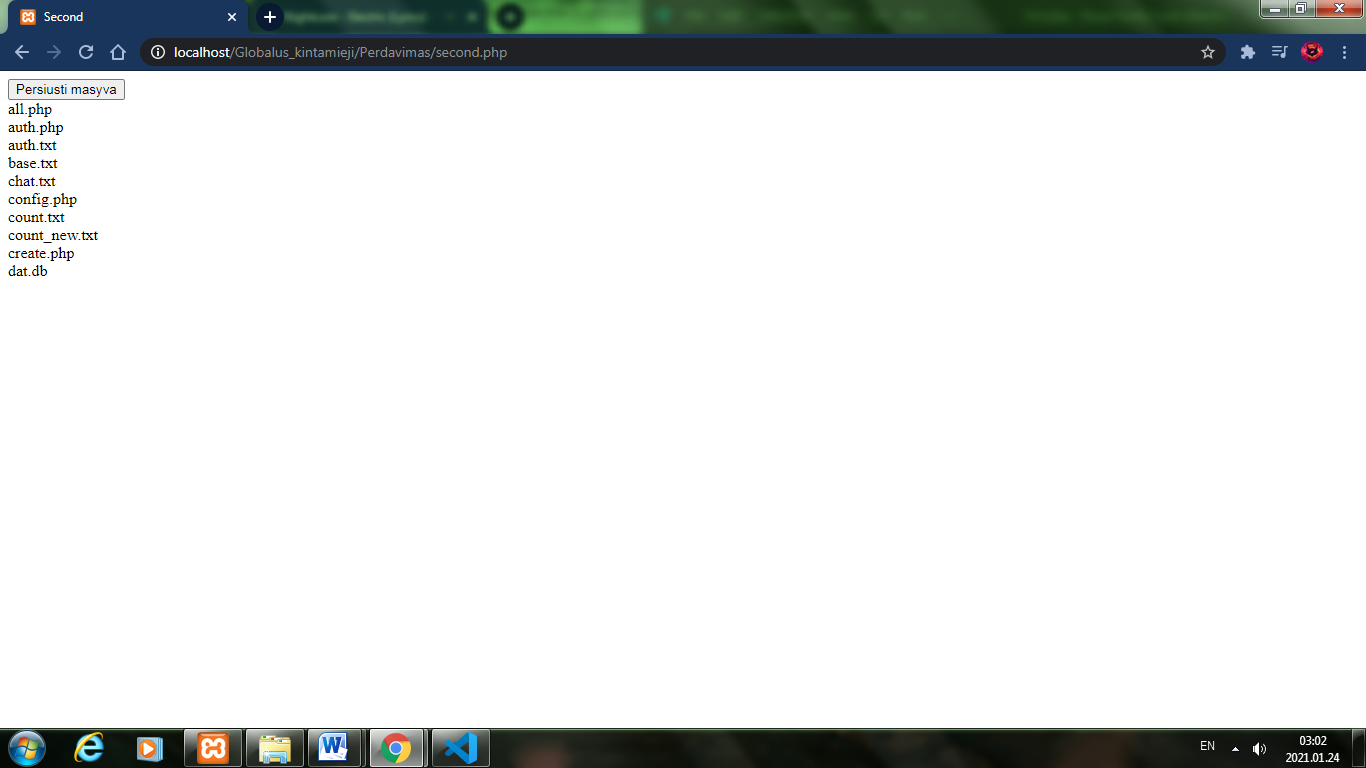 Second
localhost/Globalus_kintamieji/Perdavimas/second.php
Persiusti masyva
all.php
auth.php
auth.txt
base.txt
chat.txt
config.php
count.txt
count_new.txt
create.php
dat.db
EN
03:02
2021.01.24